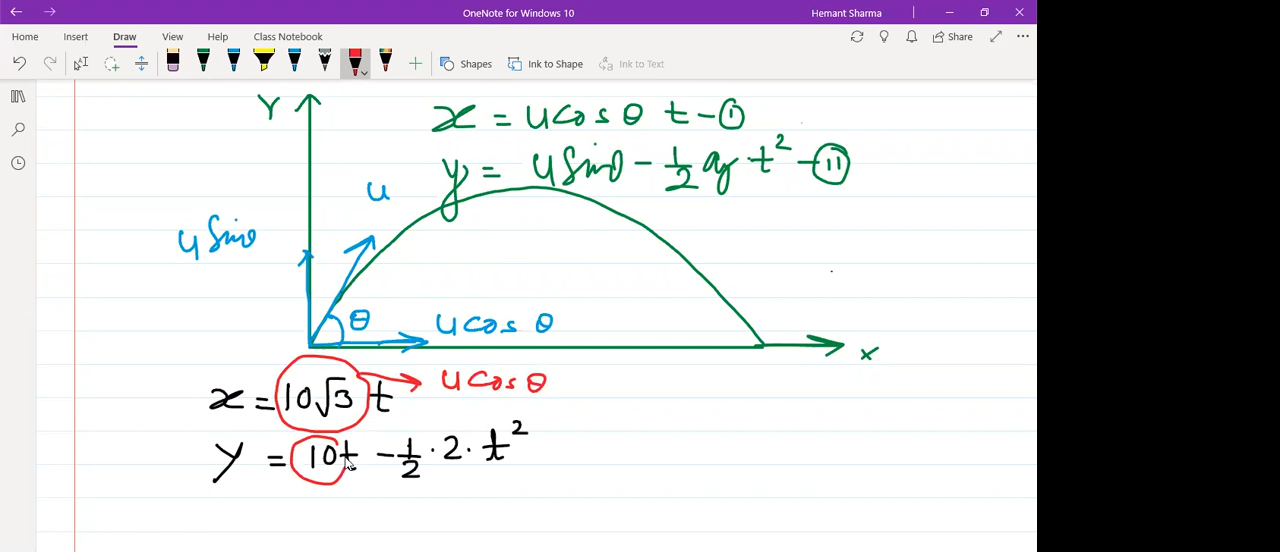 OneNote for Windows 10
Hemant Sharma
Home Insert Draw View Help Class Notebook
Share
Shapes Ink to Shape Ink to Text
Y
x = u cos θ t – ①
y = u Sinθ – 1/2 ay t² – ⑪
u
u Sinθ
θ
u cos θ
x
x = 10√3 t
u cos θ
y = 10t – 1/2 · 2 · t²